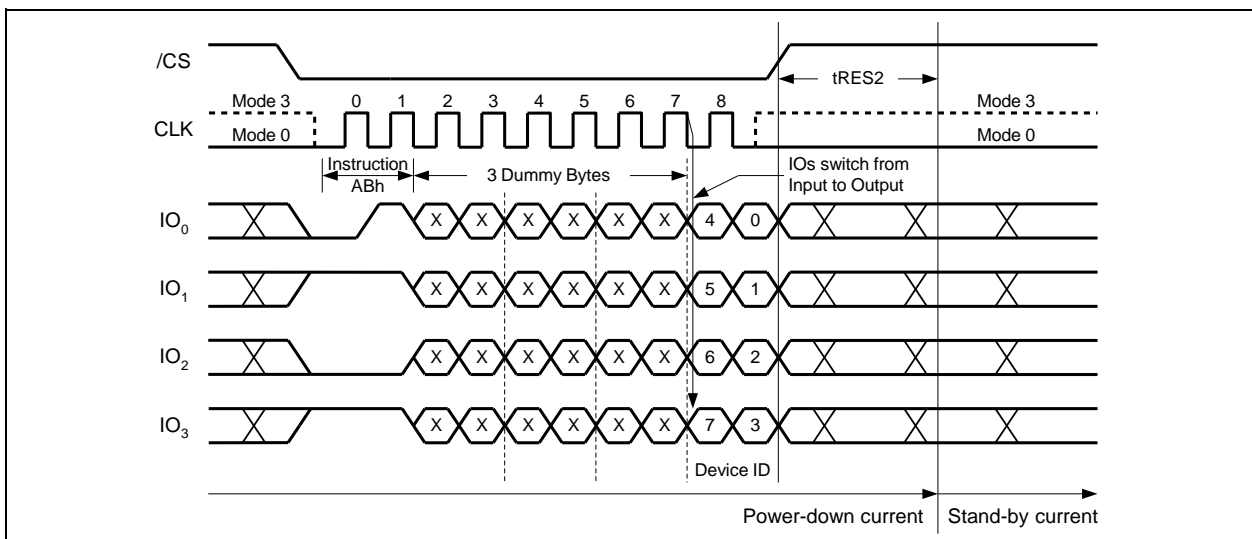 /CS
tRES2
Mode 3 0 1 2 3 4 5 6 7 8 Mode 3
CLK
Mode 0 Mode 0
Instruction
ABh
3 Dummy Bytes
IOs switch from
Input to Output
IO0 X X X X X X 4 0
IO1 X X X X X X 5 1
IO2 X X X X X X 6 2
IO3 X X X X X X 7 3
Device ID
Power-down current Stand-by current